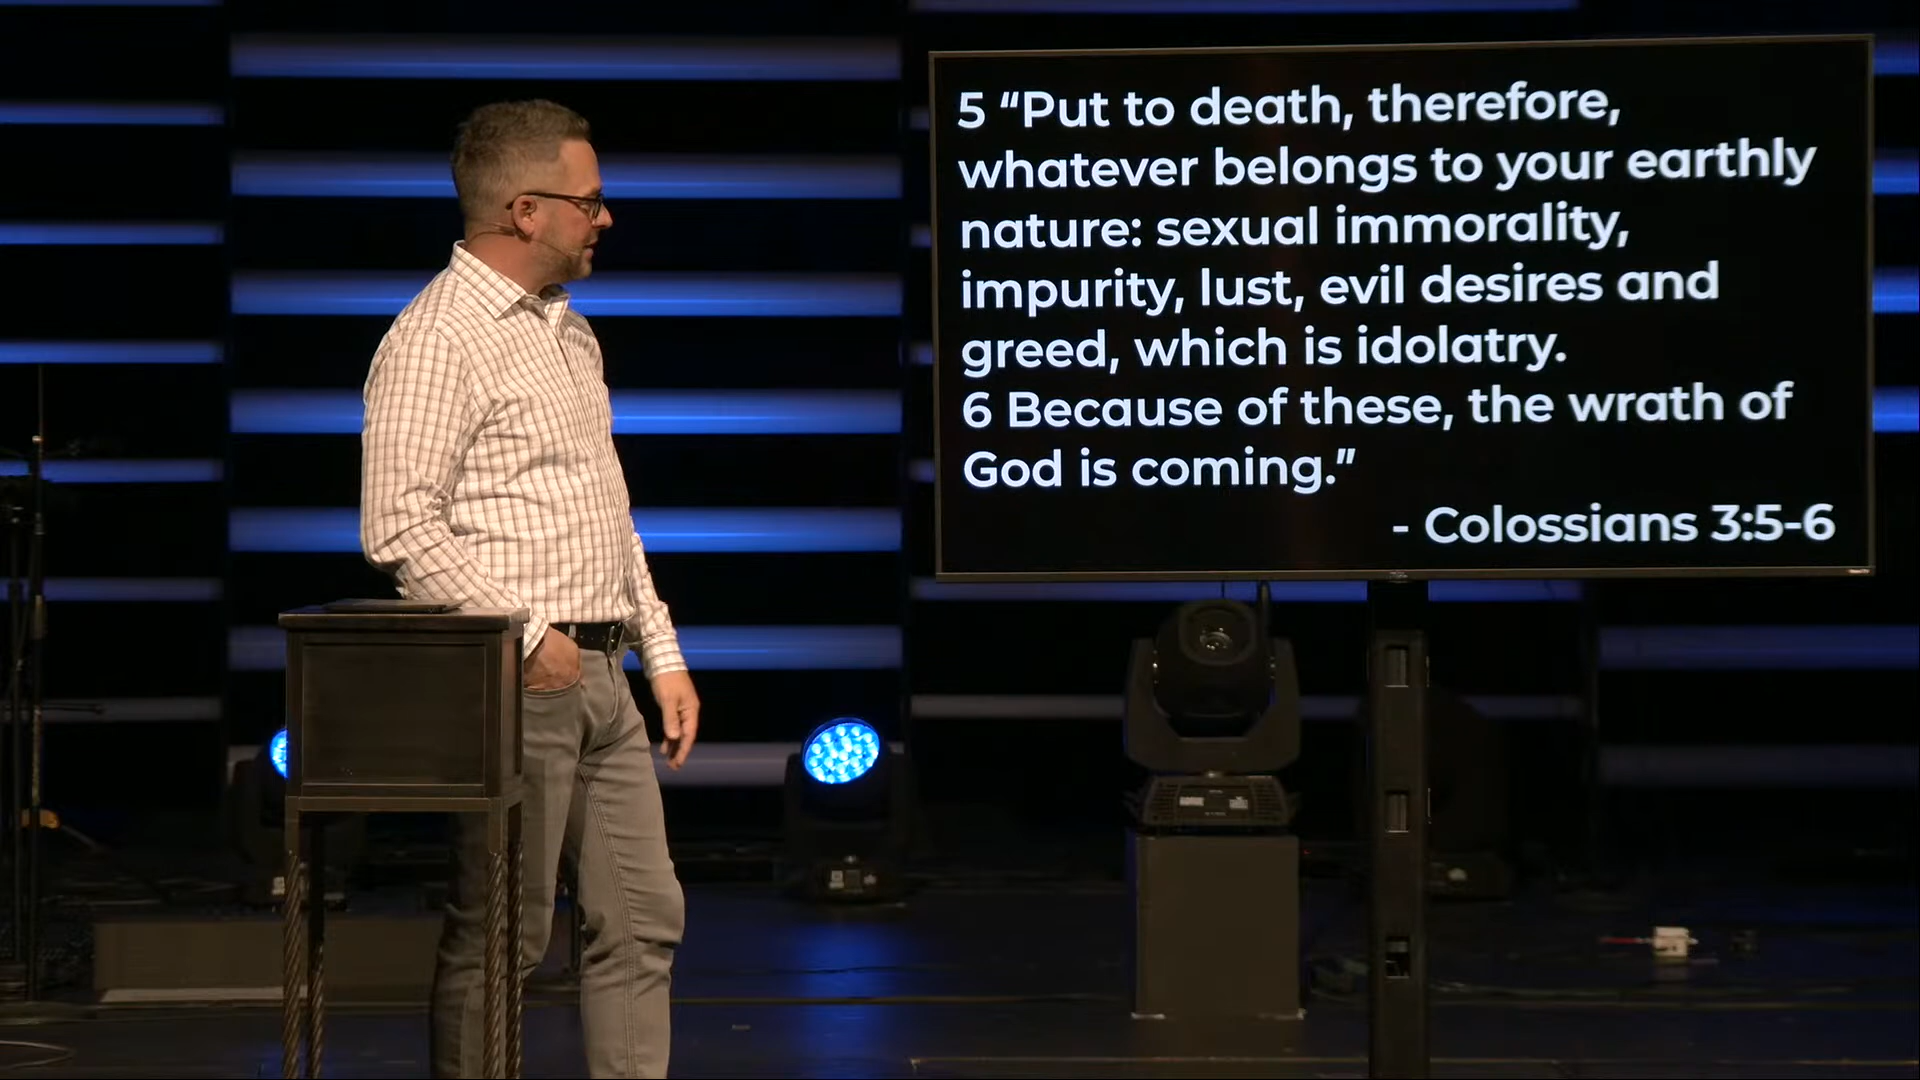 5 “Put to death, therefore,
whatever belongs to your earthly
nature: sexual immorality,
impurity, lust, evil desires and
greed, which is idolatry.
6 Because of these, the wrath of
God is coming.”
- Colossians 3:5-6